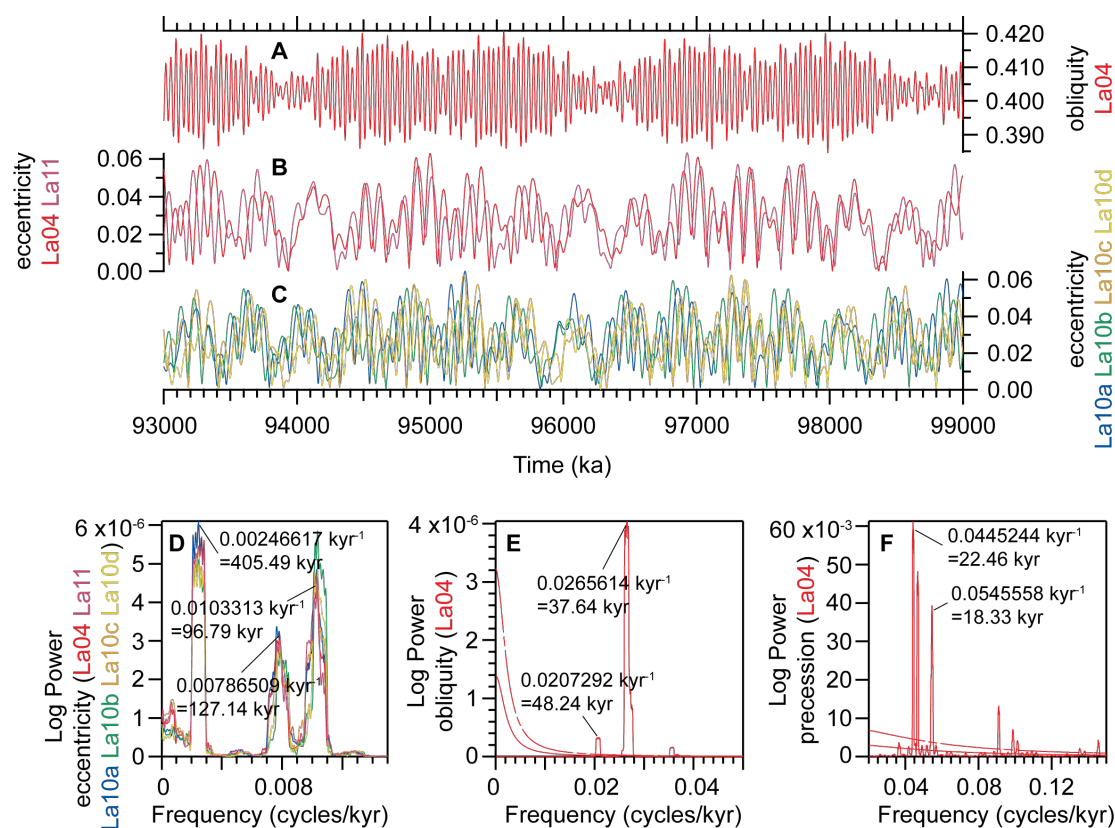 A
0.420
0.410
0.400
0.390
obliquity
La04
eccentricity
La04 La11
0.06
0.04
0.02
0.00
B
C
0.06
0.04
0.02
0.00
eccentricity
La10a La10b La10c La10d
93000 94000 95000 96000 97000 98000 99000
Time (ka)
Log Power
eccentricity (La04 La11
La10a La10b La10c La10d)
6 x10-6
5
4
3
2
1
0
D
0.00246617 kyr-1
=405.49 kyr
0.0103313 kyr-1
=96.79 kyr
0.00786509 kyr-1
=127.14 kyr
0 0.008
Frequency (cycles/kyr)
Log Power
obliquity (La04)
4 x10-6
3
2
1
0
E
0.0265614 kyr-1
=37.64 kyr
0.0207292 kyr-1
=48.24 kyr
0 0.02 0.04
Frequency (cycles/kyr)
Log Power
precession (La04)
60 x10-3
50
40
30
20
10
0
F
0.0445244 kyr-1
=22.46 kyr
0.0545558 kyr-1
=18.33 kyr
0.04 0.08 0.12
Frequency (cycles/kyr)